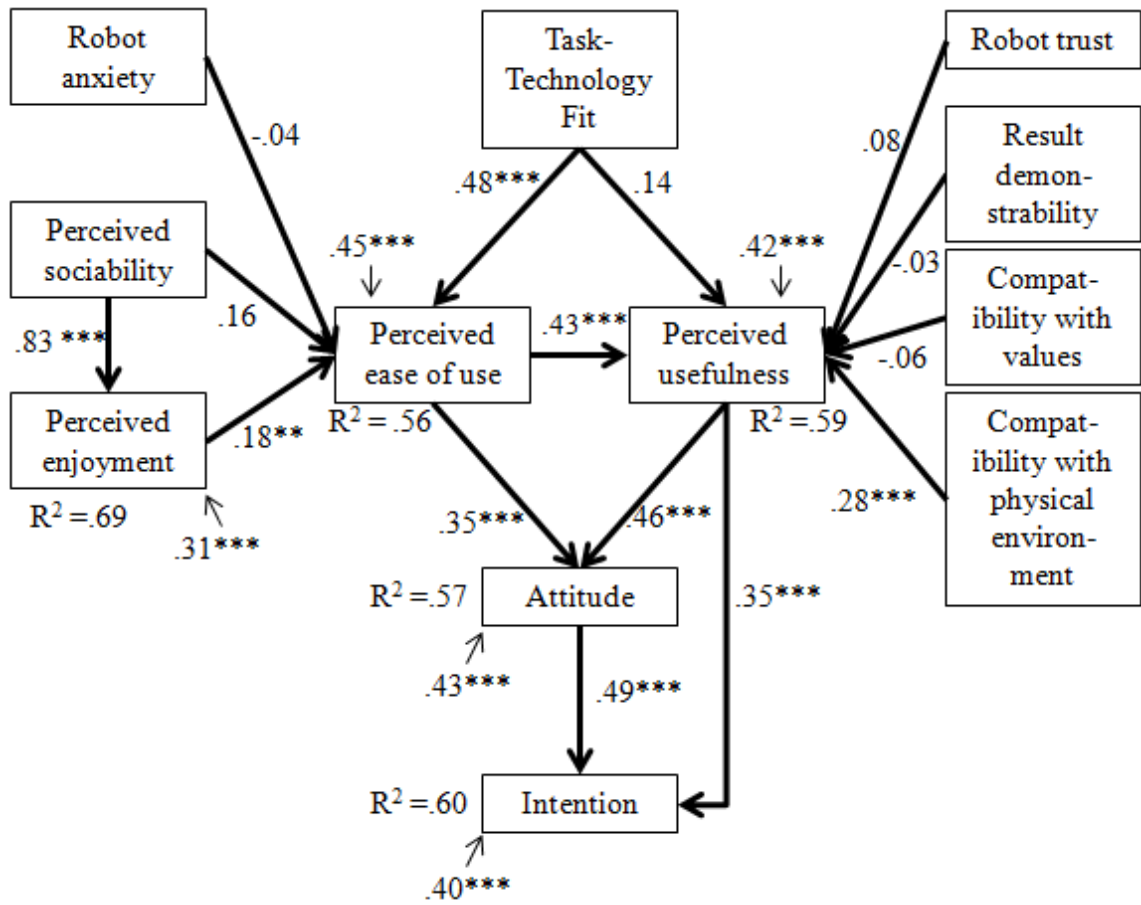 Robot
anxiety
Task-
Technology
Fit
Robot trust
-.04
.08
Result
demon-
strability
.48***
.14
Perceived
sociability
.45***
.42***
-.03
Compat-
ibility with
values
.83 ***
.16
Perceived
ease of use
.43***
Perceived
usefulness
-.06
Perceived
enjoyment
.18**
R² =.56
R² =.59
Compat-
ibility with
physical
environ-
ment
R² =.69
.31***
.35***
.46***
.28***
R² =.57
Attitude
.35***
.43***
.49***
R² =.60
Intention
.40***